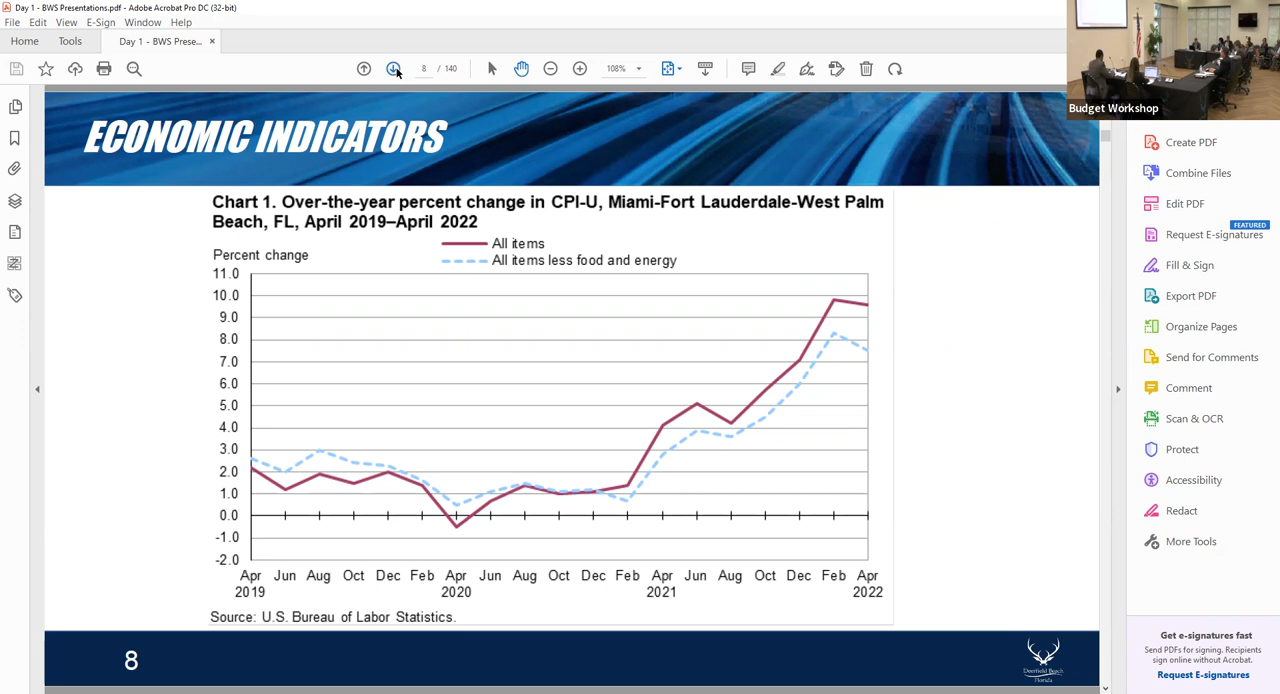 Day 1 - BWS Presentations.pdf - Adobe Acrobat Pro DC (32-bit)
File Edit View E-Sign Window Help
Home Tools Day 1 - BWS Prese... ×
8 / 140 108%
Budget Workshop
ECONOMIC INDICATORS
Chart 1. Over-the-year percent change in CPI-U, Miami-Fort Lauderdale-West Palm
Beach, FL, April 2019–April 2022
All items
Percent change
All items less food and energy
11.0
10.0
9.0
8.0
7.0
6.0
5.0
4.0
3.0
2.0
1.0
0.0
-1.0
-2.0
Apr Jun Aug Oct Dec Feb Apr Jun Aug Oct Dec Feb Apr Jun Aug Oct Dec Feb Apr
2019 2020 2021 2022
Source: U.S. Bureau of Labor Statistics.
8
Deerfield Beach
Florida
Create PDF
Combine Files
Edit PDF
FEATURED
Request E-signatures
Fill & Sign
Export PDF
Organize Pages
Send for Comments
Comment
Scan & OCR
Protect
Accessibility
Redact
More Tools
Get e-signatures fast
Send PDFs for signing. Recipients
sign online without Acrobat.
Request E-signatures